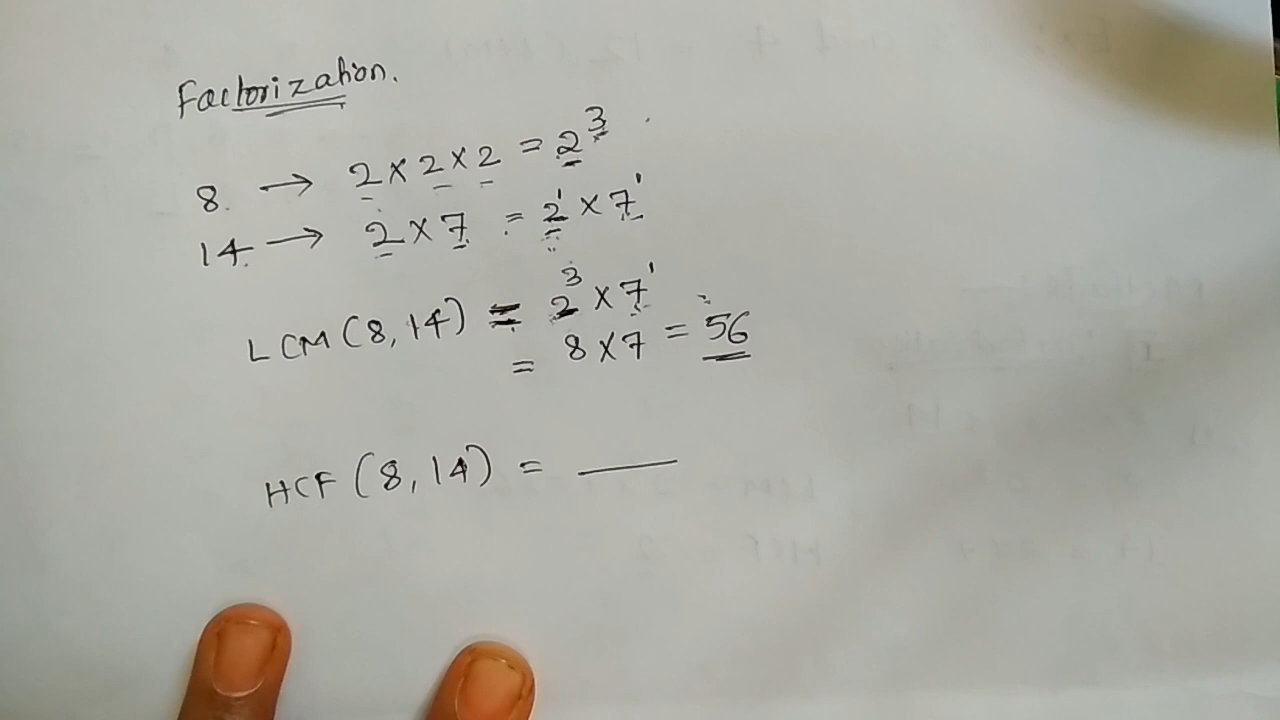 Factorization.
8. → 2 × 2 × 2 = 2³
14 → 2 × 7 = 2¹ × 7¹
LCM (8, 14) = 2³ × 7¹
= 8 × 7 = 56
HCF (8, 14) = ___